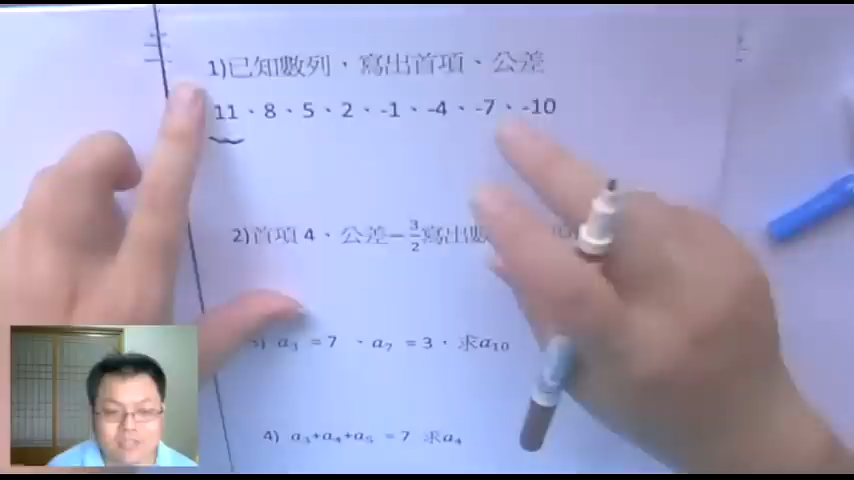 1)已知數列，寫出首項、公差
11、8、5、2、-1、-4、-7、-10
2)首項4、公差-3/2寫出數
a₃ =7 、a₇ =3，求a₁₀
4) a₃+a₄+a₅ =7 求a₄